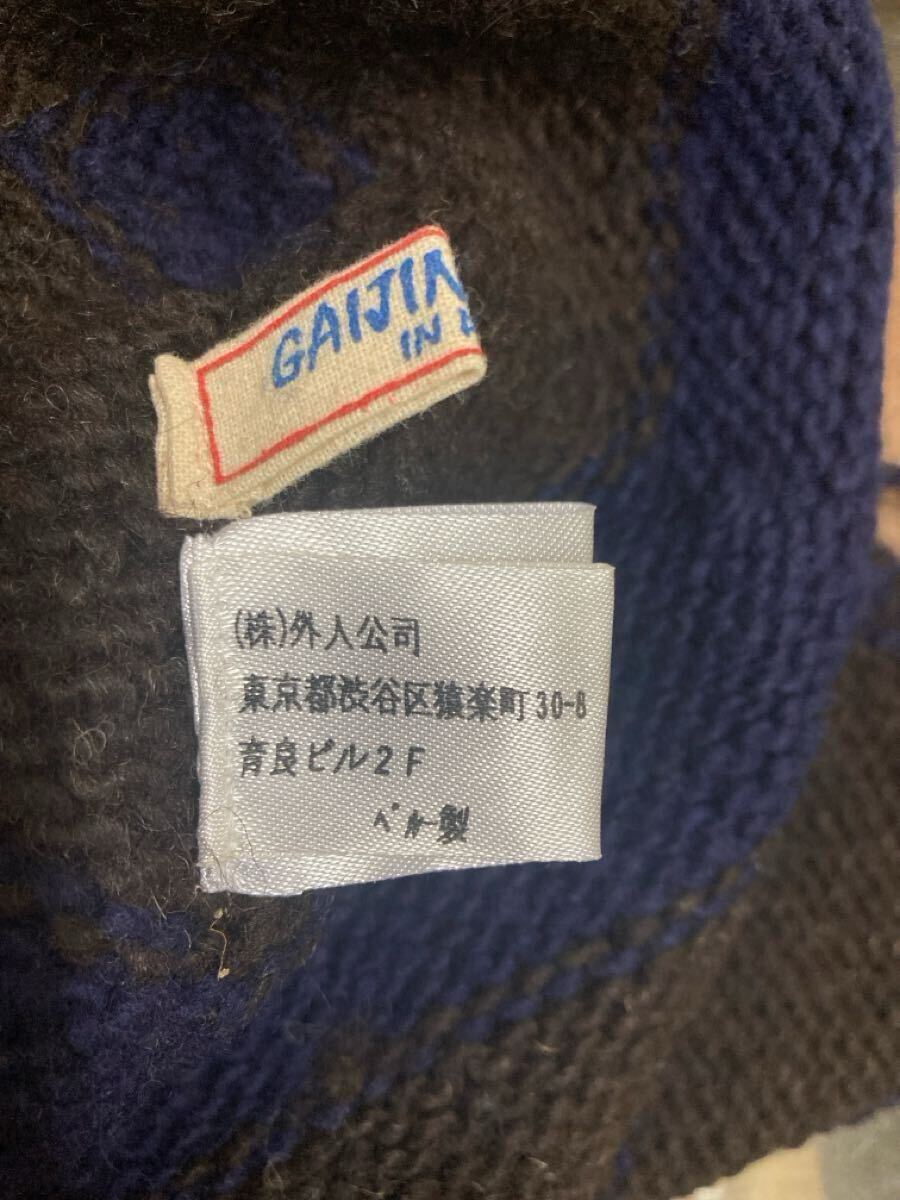 GAIJIN
IN
(株)外人公司
東京都渋谷区猿楽町30-8
育良ビル2F
ペルー製